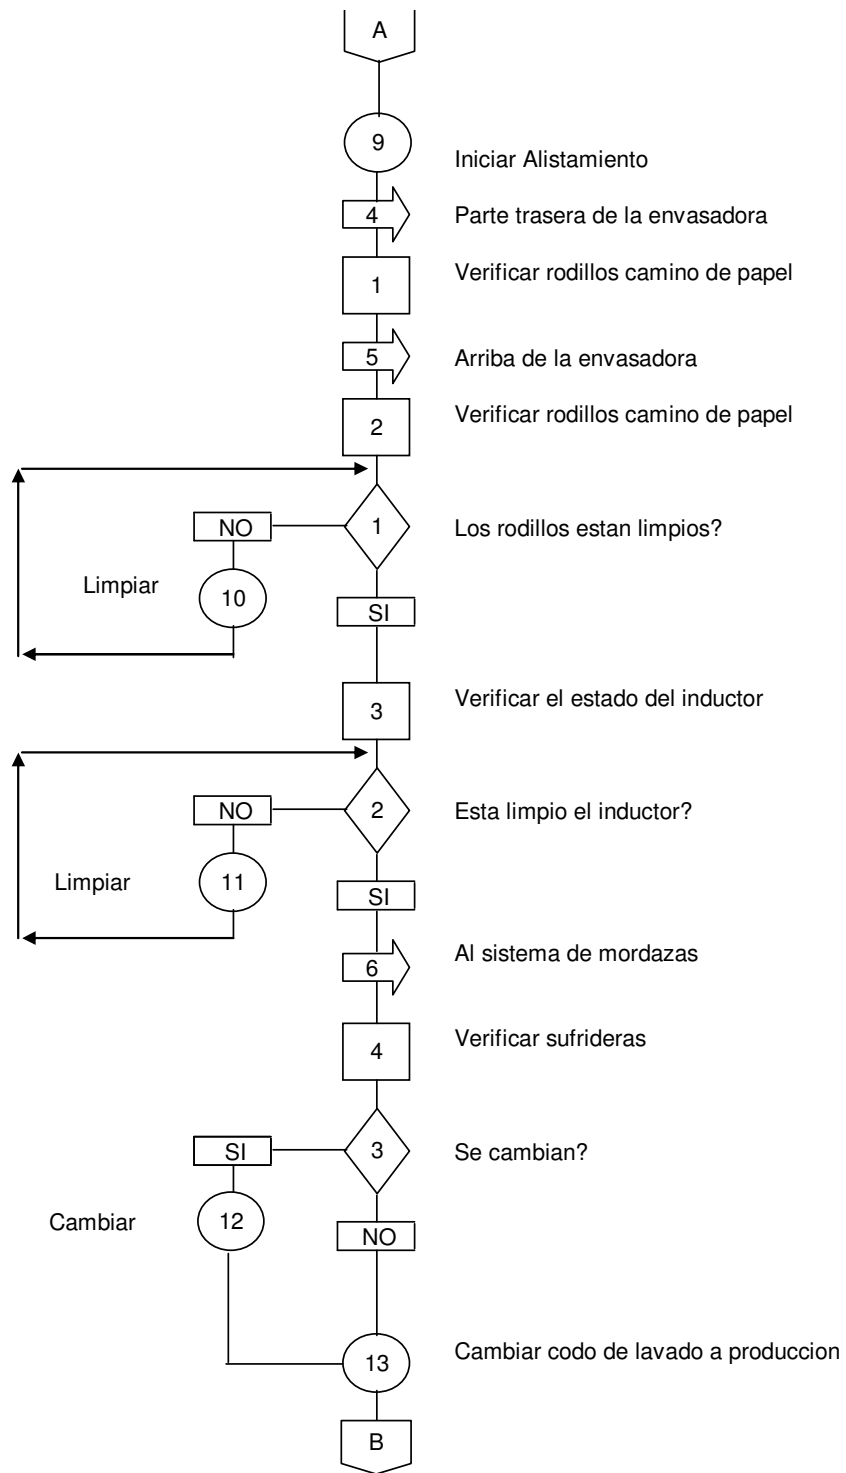 A
9
Iniciar Alistamiento
4
Parte trasera de la envasadora
1
Verificar rodillos camino de papel
5
Arriba de la envasadora
2
Verificar rodillos camino de papel
NO
1
Los rodillos estan limpios?
Limpiar
10
SI
3
Verificar el estado del inductor
NO
2
Esta limpio el inductor?
Limpiar
11
SI
6
Al sistema de mordazas
4
Verificar sufrideras
SI
3
Se cambian?
Cambiar
12
NO
13
Cambiar codo de lavado a produccion
B